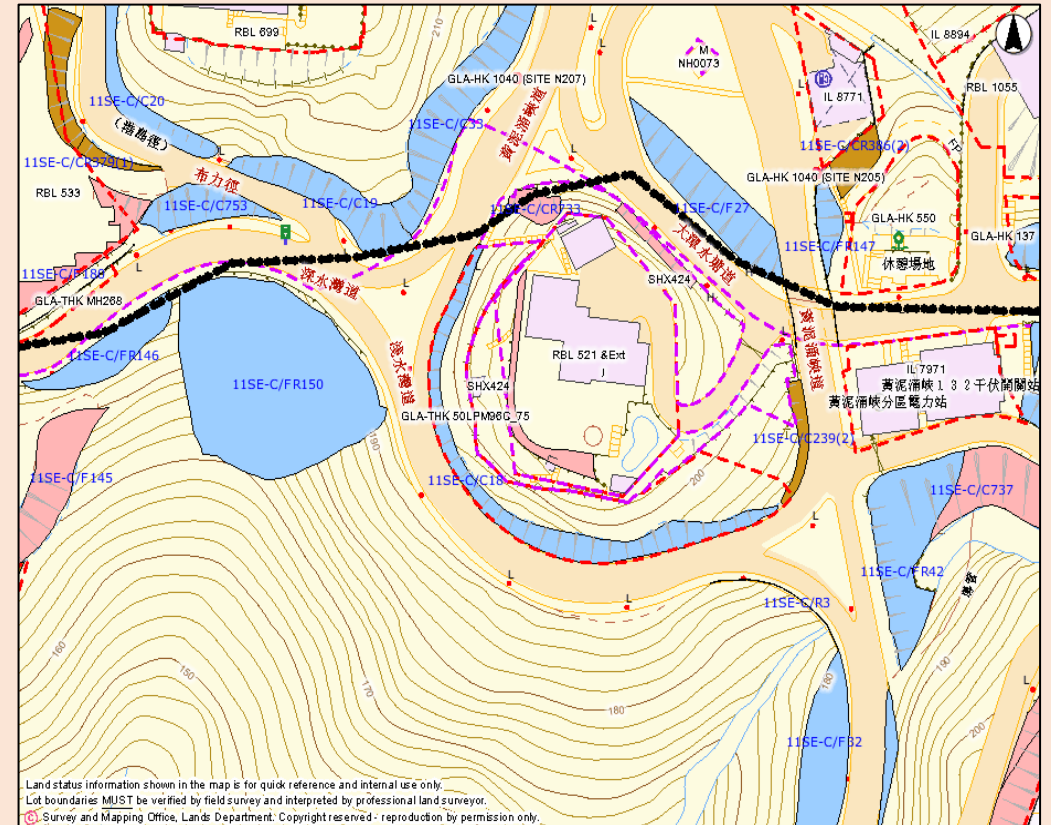 RBL 699
210
IL 8894
M
NH0073
GLA-HK 1040 (SITE N207)
IL 8771
RBL 1055
11SE-C/C20
(港島徑)
11SE-C/C33
黃泥涌峽道
11SE-C/CR379(1)
11SE-C/CR386(2)
FP
RBL 533
布力徑
GLA-HK 1040 (SITE N205)
11SE-C/C753
11SE-C/C19
11SE-C/CR733
11SE-C/F27
GLA-HK 550
GLA-HK 137
11SE-C/FR147
大潭水塘道
休憩場地
深水灣道
SHX424
GLA-THK MH268
H
H
黃泥涌峽道
11SE-C/FR146
RBL 521 & Ext
J
IL 7971
11SE-C/FR150
SHX424
黃泥涌峽１３２千伏開關站
黃泥涌峽分區電力站
淺水灣道
GLA-THK 50LPM96C_75
190
11SE-C/C239(2)
11SE-C/F145
11SE-C/C18
200
11SE-C/C737
11SE-C/FR42
11SE-C/R3
160
150
170
180
180
190
200
11SE-C/F32
L
L
L
L
L
L
L
L
L
L
L
Land status information shown in the map is for quick reference and internal use only.
Lot boundaries MUST be verified by field survey and interpreted by professional land surveyor.
© Survey and Mapping Office, Lands Department. Copyright reserved - reproduction by permission only.